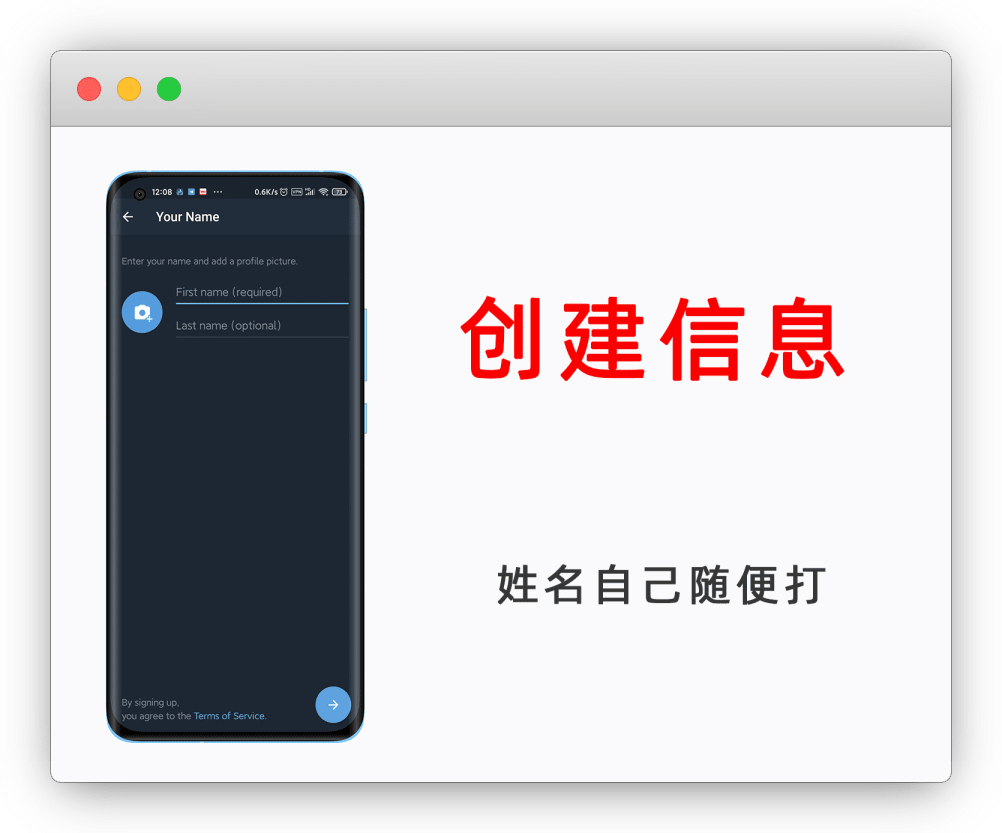 12:08 ... 0.6K/s VPN 73
Your Name
Enter your name and add a profile picture.
First name (required)
Last name (optional)
By signing up,
you agree to the Terms of Service.
创建信息
姓名自己随便打